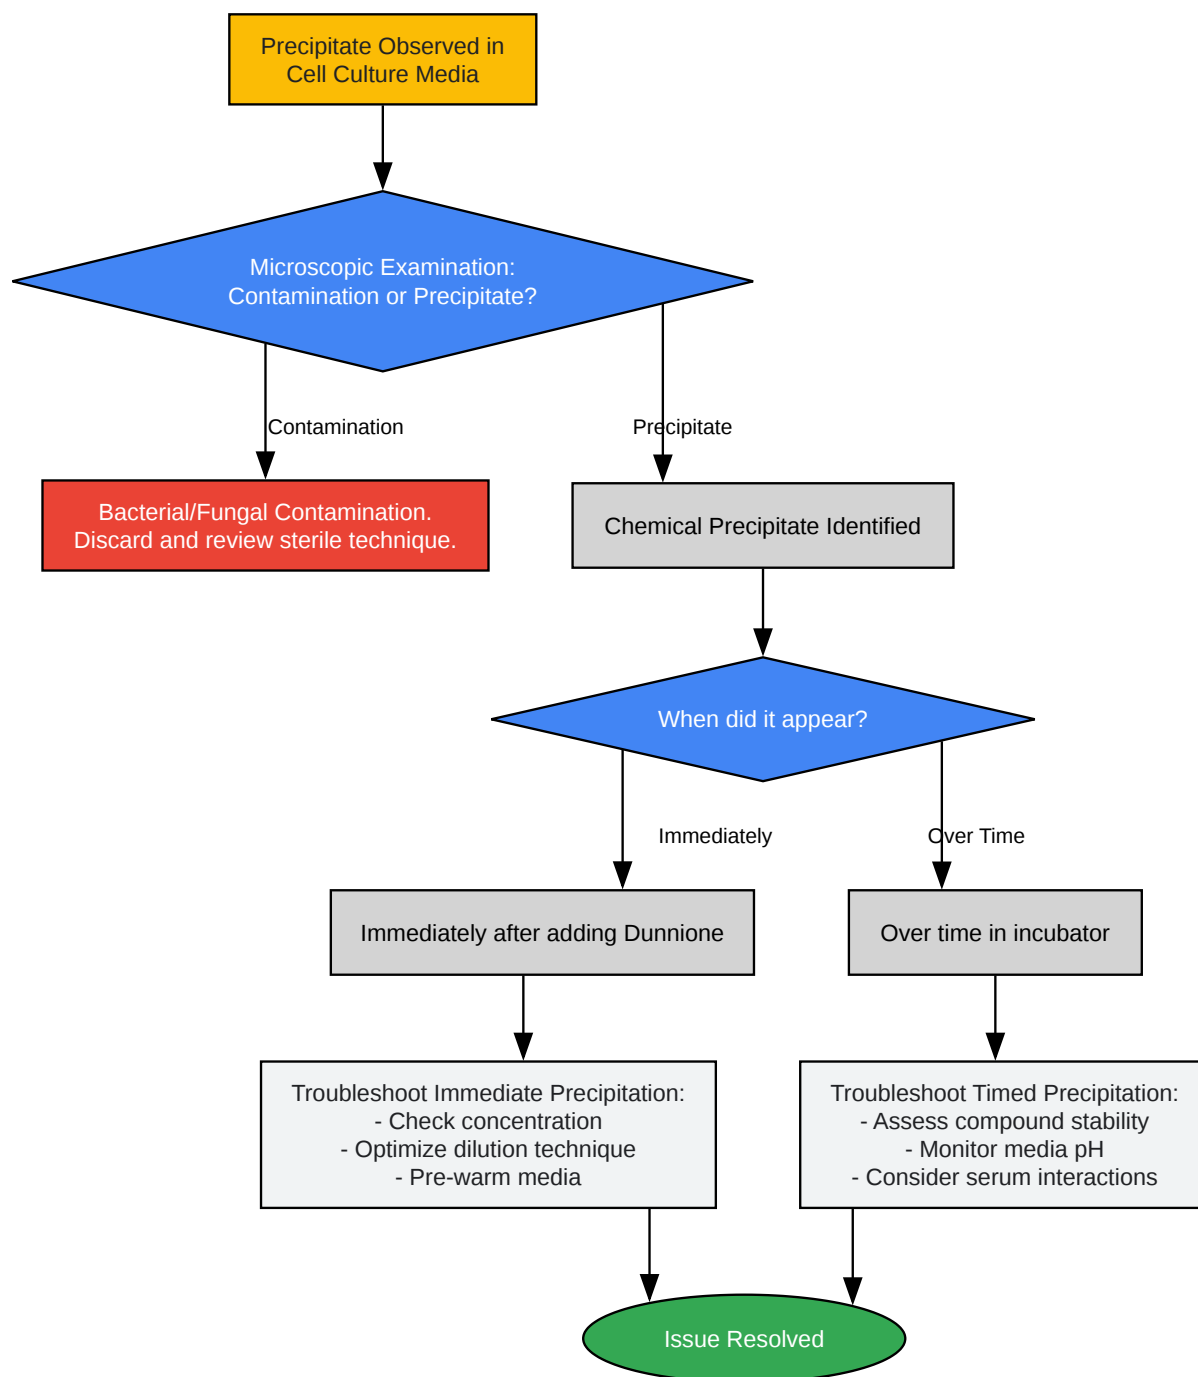 Precipitate Observed in
Cell Culture Media
Microscopic Examination:
Contamination or Precipitate?
Contamination
Precipitate
Bacterial/Fungal Contamination.
Discard and review sterile technique.
Chemical Precipitate Identified
When did it appear?
Immediately
Over Time
Immediately after adding Dunnione
Over time in incubator
Troubleshoot Immediate Precipitation:
- Check concentration
- Optimize dilution technique
- Pre-warm media
Troubleshoot Timed Precipitation:
- Assess compound stability
- Monitor media pH
- Consider serum interactions
Issue Resolved